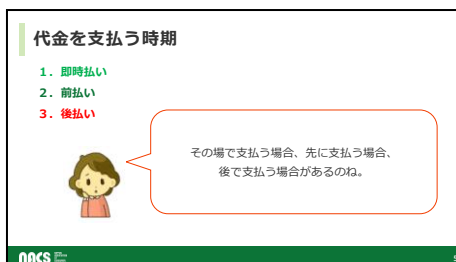 代金を支払う時期
１．即時払い
２．前払い
３．後払い
その場で支払う場合、先に支払う場合、
後で支払う場合があるのね。
NACS